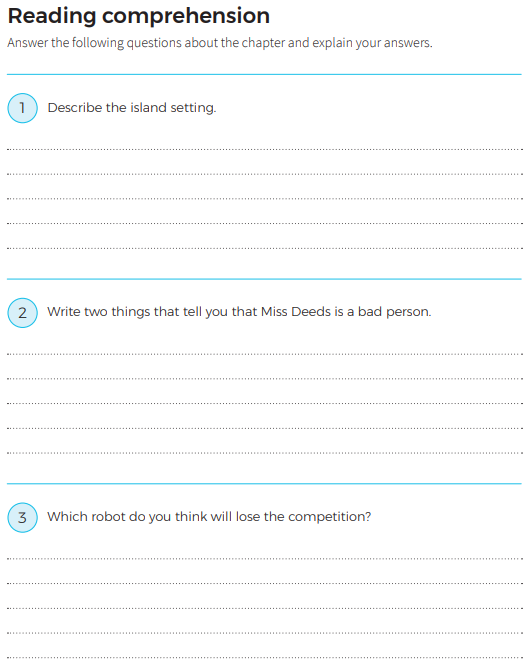 Reading comprehension
Answer the following questions about the chapter and explain your answers.
1 Describe the island setting.
2 Write two things that tell you that Miss Deeds is a bad person.
3 Which robot do you think will lose the competition?